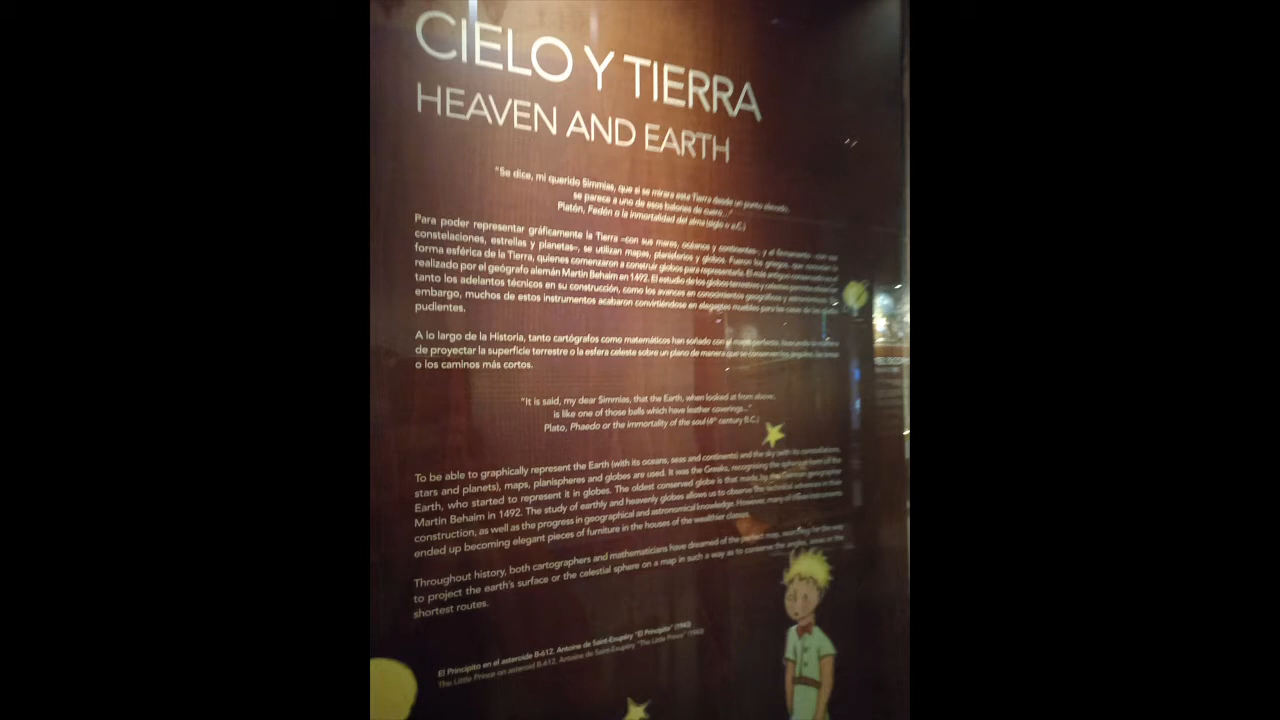 CIELO Y TIERRA
HEAVEN AND EARTH
"Se dice, mi querido Simmias, que si se mirara esta Tierra desde un punto elevado,
se parece a uno de esos balones de cuero..."
Platón, Fedón o la inmortalidad del alma (siglo a.C.)
Para poder representar gráficamente la Tierra –con sus mares, océanos y continentes–, y el firmamento –con sus
constelaciones, estrellas y planetas–, se utilizan mapas, planisferios y globos. Fueron los griegos, que
forma esférica de la Tierra, quienes comenzaron a construir globos para representarla. El más antiguo conservado es el
realizado por el geógrafo alemán Martin Behaim en 1492. El estudio de los globos terrestres y celestes
tanto los adelantos técnicos en su construcción, como los avances en conocimientos geográficos y astronómicos. Sin
embargo, muchos de estos instrumentos acabaron convirtiéndose en elegantes muebles para las casas de las clases
pudientes.
A lo largo de la Historia, tanto cartógrafos como matemáticos han soñado con el mapa perfecto, buscando la manera
de proyectar la superficie terrestre o la esfera celeste sobre un plano de manera que se conserven los ángulos, las áreas
o los caminos más cortos.
"It is said, my dear Simmias, that the Earth, when looked at from above,
is like one of those balls which have leather coverings..."
Plato, Phaedo or the immortality of the soul (4th century B.C.)
To be able to graphically represent the Earth (with its oceans, seas and continents) and the sky (with its constellations,
stars and planets), maps, planispheres and globes are used. It was the Greeks, recognising the spherical form of the
Earth, who started to represent it in globes. The oldest conserved globe is that made by the German geographer
Martin Behaim in 1492. The study of earthly and heavenly globes allows us to observe the technical advances in their
construction, as well as the progress in geographical and astronomical knowledge. However, many of these instruments
ended up becoming elegant pieces of furniture in the houses of the wealthier classes.
Throughout history, both cartographers and mathematicians have dreamed of the perfect map, searching for the way
to project the earth's surface or the celestial sphere on a map in such a way as to conserve the angles, areas or the
shortest routes.
El Principito en el asteroide B-612. Antoine de Saint-Exupéry "El Principito" (1943)
The Little Prince on asteroid B-612. Antoine de Saint-Exupéry "The Little Prince" (1943)